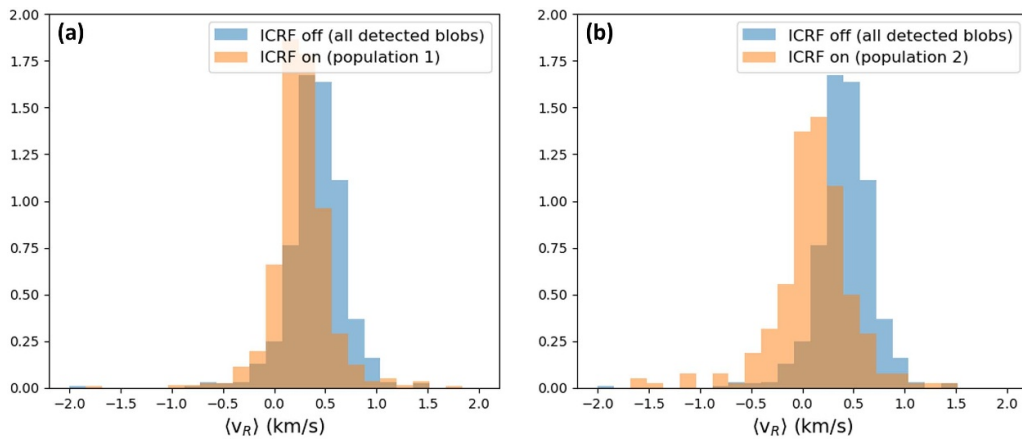 (a)
ICRF off (all detected blobs)
ICRF on (population 1)
2.00
1.75
1.50
1.25
1.00
0.75
0.50
0.25
0.00
−2.0 −1.5 −1.0 −0.5 0.0 0.5 1.0 1.5 2.0
⟨v_R⟩ (km/s)
(b)
ICRF off (all detected blobs)
ICRF on (population 2)
2.00
1.75
1.50
1.25
1.00
0.75
0.50
0.25
0.00
−2.0 −1.5 −1.0 −0.5 0.0 0.5 1.0 1.5 2.0
⟨v_R⟩ (km/s)